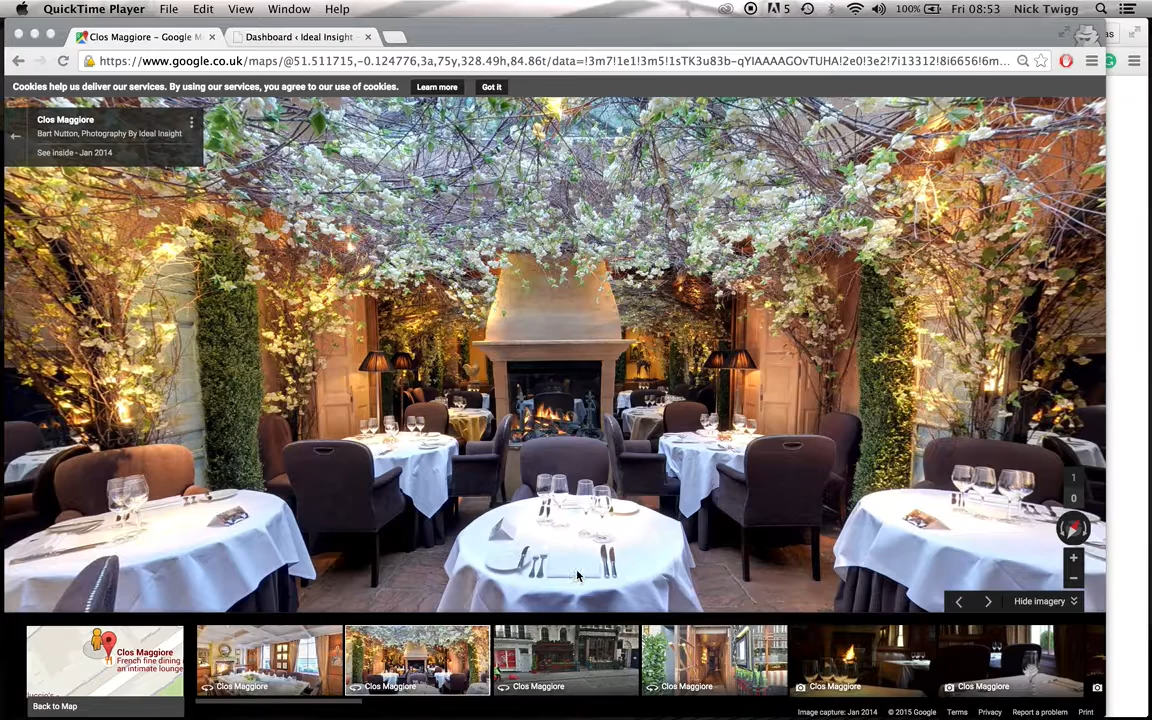 QuickTime Player File Edit View Window Help 5 100% Fri 08:53 Nick Twigg
Clos Maggiore – Google M
Dashboard ‹ Ideal Insight -
as
https://www.google.co.uk/maps/@51.511715,-0.124776,3a,75y,328.49h,84.86t/data=!3m7!1e1!3m5!1sTK3u83b-qYIAAAAGOvTUHA!2e0!3e2!7i13312!8i6656!6m...
Cookies help us deliver our services. By using our services, you agree to our use of cookies. Learn more Got it
Clos Maggiore
Bart Nutton, Photography By Ideal Insight
See inside - Jan 2014
1
0
Hide imagery
Clos Maggiore
French fine dining
an intimate lounge
Back to Map
Clos Maggiore
Clos Maggiore
Clos Maggiore
Clos Maggiore
Clos Maggiore
Clos Maggiore
Image capture: Jan 2014 © 2015 Google Terms Privacy Report a problem Print